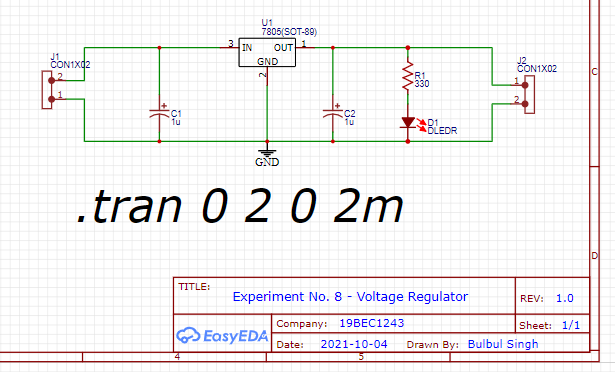 U1
7805(SOT-89)
3 IN OUT 1
GND
2
J1
CON1X02
2
1
C1
1u
C2
1u
R1
330
D1
DLEDR
J2
CON1X02
1
2
GND
C
.tran 0 2 0 2m
D
TITLE:
Experiment No. 8 - Voltage Regulator
REV: 1.0
EasyEDA
Company: 19BEC1243
Sheet: 1/1
Date: 2021-10-04 Drawn By: Bulbul Singh
4 5